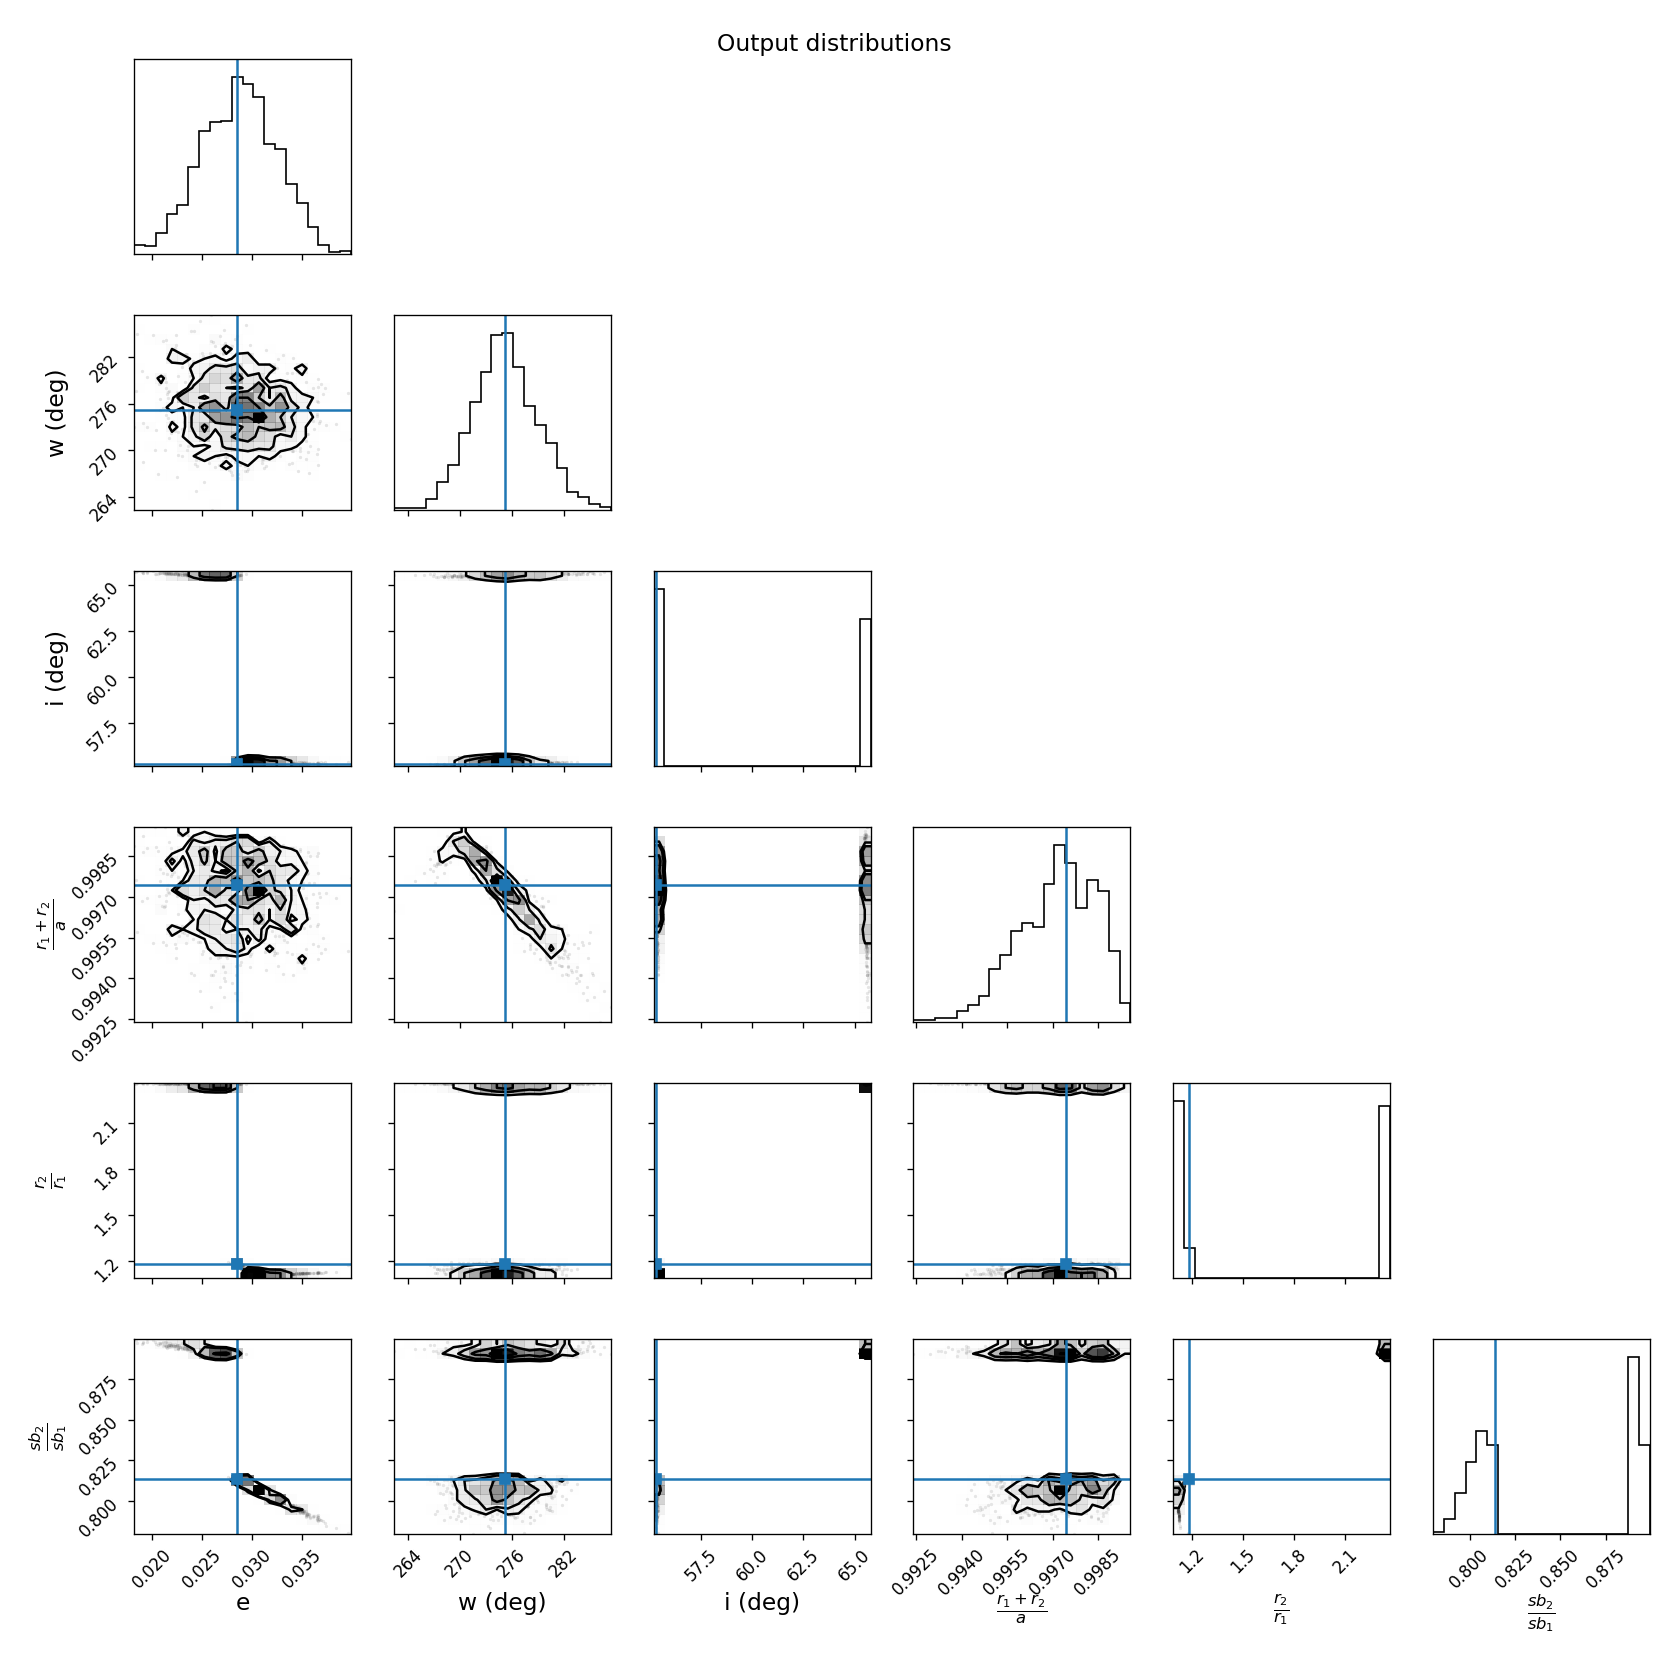 Output distributions
w (deg)
282
276
270
264
i (deg)
65.0
62.5
60.0
57.5
r₁ + r₂
a
0.9985
0.9970
0.9955
0.9940
0.9925
r₂
r₁
2.1
1.8
1.5
1.2
sb₂
sb₁
0.875
0.850
0.825
0.800
0.020 0.025 0.030 0.035 264 270 276 282 57.5 60.0 62.5 65.0 0.9925 0.9940 0.9955 0.9970 0.9985 1.2 1.5 1.8 2.1 0.800 0.825 0.850 0.875
e w (deg) i (deg)
r₁ + r₂
a
r₂
r₁
sb₂
sb₁